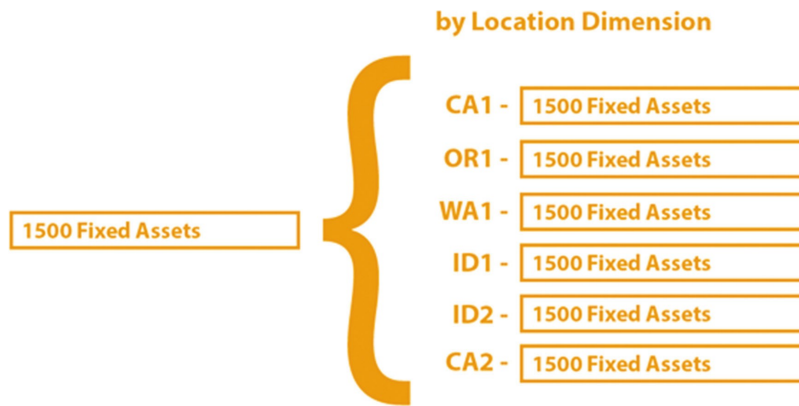 by Location Dimension
CA1 - 1500 Fixed Assets
OR1 - 1500 Fixed Assets
WA1 - 1500 Fixed Assets
1500 Fixed Assets
ID1 - 1500 Fixed Assets
ID2 - 1500 Fixed Assets
CA2 - 1500 Fixed Assets